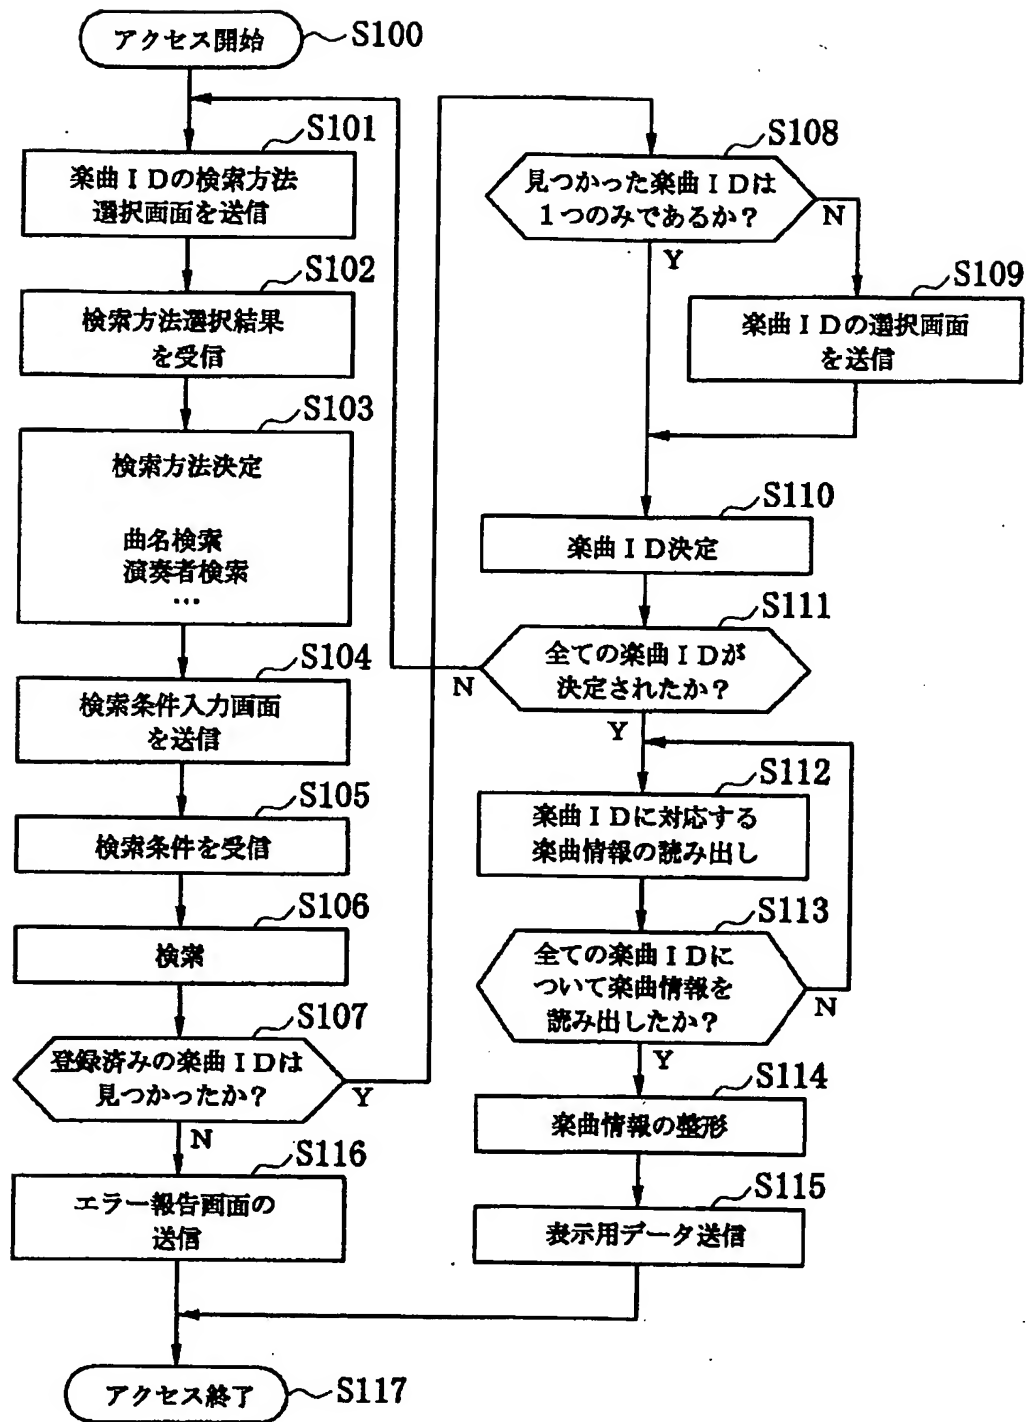 アクセス開始
S100
S101
楽曲IDの検索方法
選択画面を送信
S102
検索方法選択結果
を受信
S103
検索方法決定
曲名検索
演奏者検索
…
S104
検索条件入力画面
を送信
S105
検索条件を受信
S106
検索
S107
登録済みの楽曲IDは
見つかったか？
Y
N
S116
エラー報告画面の
送信
アクセス終了
S117
S108
見つかった楽曲IDは
1つのみであるか？
N
Y
S109
楽曲IDの選択画面
を送信
S110
楽曲ID決定
S111
全ての楽曲IDが
決定されたか？
N
Y
S112
楽曲IDに対応する
楽曲情報の読み出し
S113
全ての楽曲IDに
ついて楽曲情報を
読み出したか？
N
Y
S114
楽曲情報の整形
S115
表示用データ送信